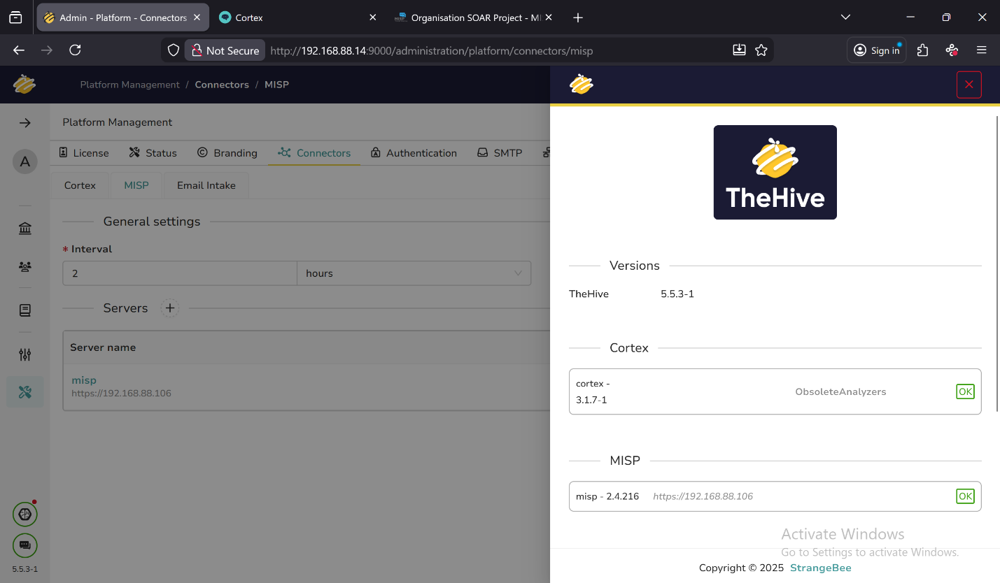 Admin - Platform - Connectors
Cortex
Organisation SOAR Project - MI
Not Secure
http://192.168.88.14:9000/administration/platform/connectors/misp
Sign in
Platform Management / Connectors / MISP
Platform Management
A
License
Status
Branding
Connectors
Authentication
SMTP
Cortex
MISP
Email Intake
General settings
* Interval
2
hours
Servers
Server name
misp
https://192.168.88.106
5.5.3-1
TheHive
Versions
TheHive 5.5.3-1
Cortex
cortex -
3.1.7-1
ObsoleteAnalyzers
OK
MISP
misp - 2.4.216 https://192.168.88.106 OK
Activate Windows
Go to Settings to activate Windows.
Copyright © 2025 StrangeBee